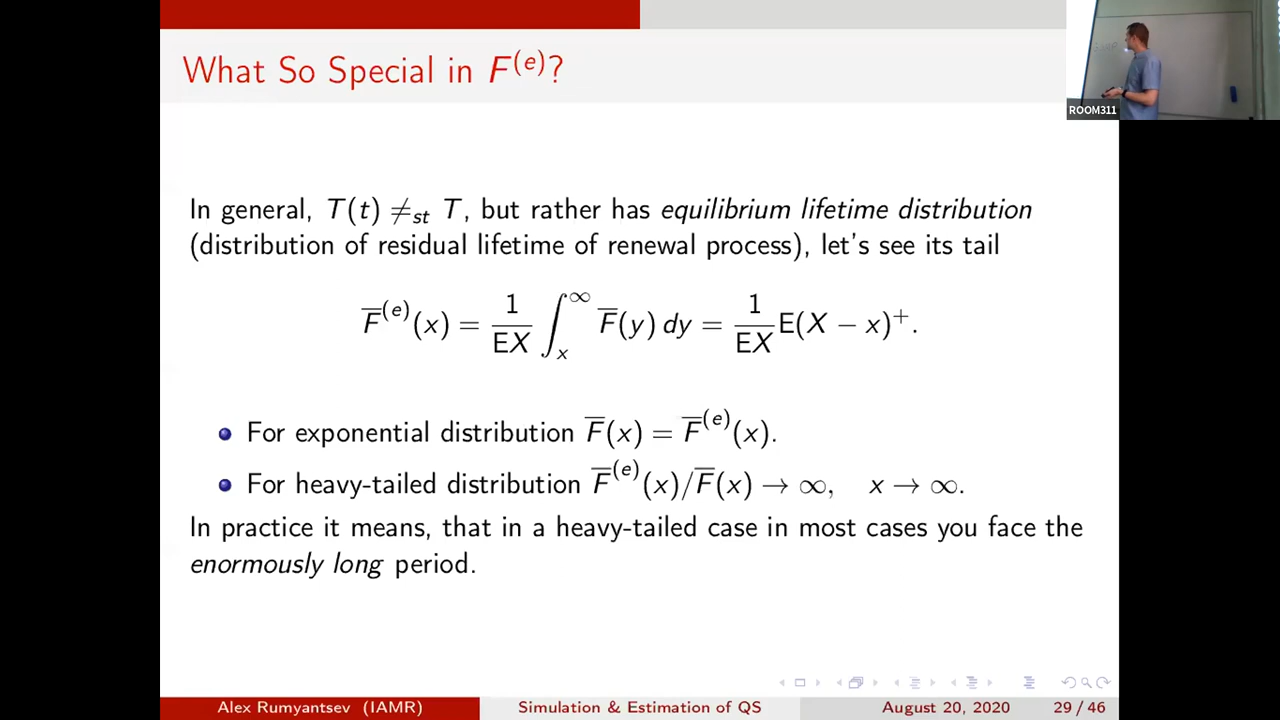 What So Special in F^(e)?
ROOM311
In general, T(t) ≠_st T, but rather has equilibrium lifetime distribution
(distribution of residual lifetime of renewal process), let's see its tail
F̅^(e)(x) = 1/EX ∫_x^∞ F̅(y) dy = 1/EX E(X − x)^+.
For exponential distribution F̅(x) = F̅^(e)(x).
For heavy-tailed distribution F̅^(e)(x)/F̅(x) → ∞, x → ∞.
In practice it means, that in a heavy-tailed case in most cases you face the
enormously long period.
Alex Rumyantsev (IAMR) Simulation & Estimation of QS August 20, 2020 29 / 46